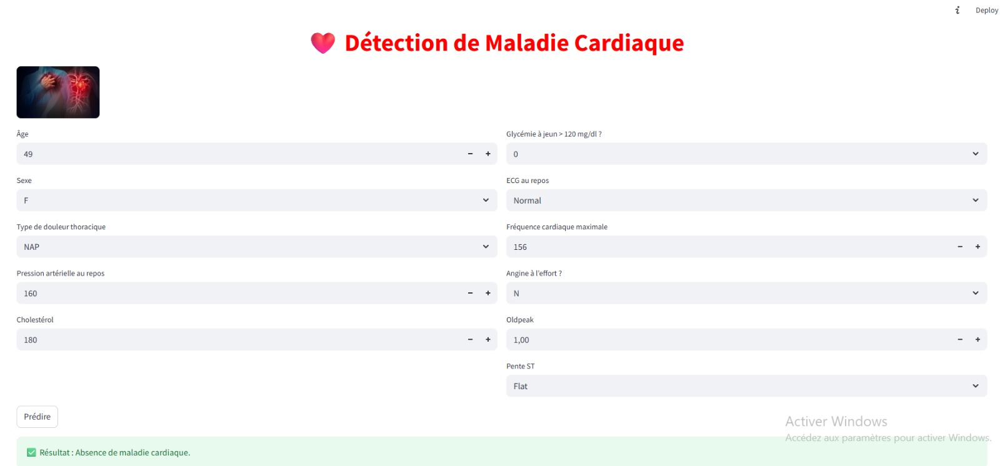 Deploy
Détection de Maladie Cardiaque
Âge
49
Sexe
F
Type de douleur thoracique
NAP
Pression artérielle au repos
160
Cholestérol
180
Glycémie à jeun > 120 mg/dl ?
0
ECG au repos
Normal
Fréquence cardiaque maximale
156
Angine à l'effort ?
N
Oldpeak
1,00
Pente ST
Flat
Prédire
Activer Windows
Accédez aux paramètres pour activer Windows.
Résultat : Absence de maladie cardiaque.